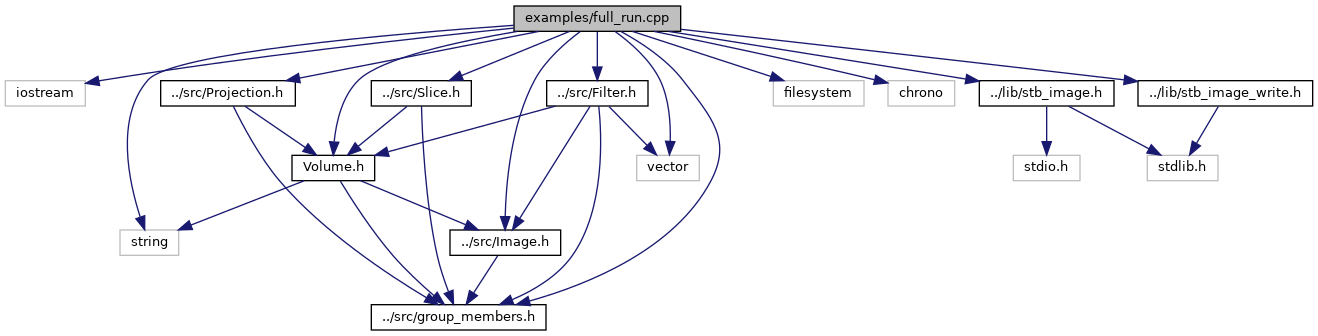 examples/full_run.cpp
iostream
../src/Projection.h
../src/Slice.h
../src/Filter.h
filesystem
chrono
../lib/stb_image.h
../lib/stb_image_write.h
Volume.h
vector
stdio.h
stdlib.h
string
../src/Image.h
../src/group_members.h